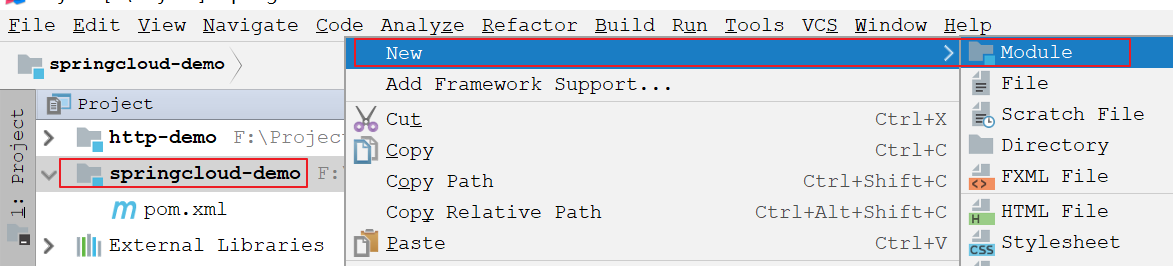 File Edit View Navigate Code Analyze Refactor Build Run Tools VCS Window Help
springcloud-demo
1: Project
Project
http-demo F:\Project
springcloud-demo F:\
pom.xml
External Libraries
New
Add Framework Support...
Cut Ctrl+X
Copy Ctrl+C
Copy Path Ctrl+Shift+C
Copy Relative Path Ctrl+Alt+Shift+C
Paste Ctrl+V
Module
File
Scratch File
Directory
FXML File
HTML File
Stylesheet